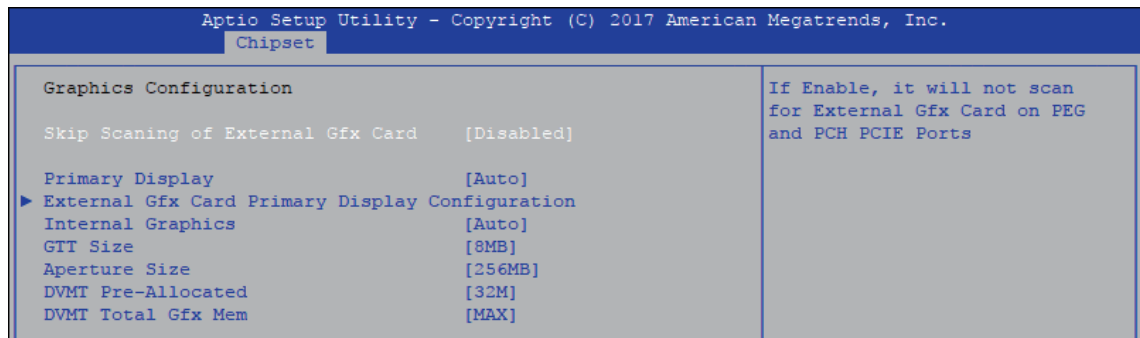 Aptio Setup Utility - Copyright (C) 2017 American Megatrends, Inc.
Chipset
Graphics Configuration
Skip Scaning of External Gfx Card [Disabled]
Primary Display [Auto]
External Gfx Card Primary Display Configuration
Internal Graphics [Auto]
GTT Size [8MB]
Aperture Size [256MB]
DVMT Pre-Allocated [32M]
DVMT Total Gfx Mem [MAX]
If Enable, it will not scan
for External Gfx Card on PEG
and PCH PCIE Ports